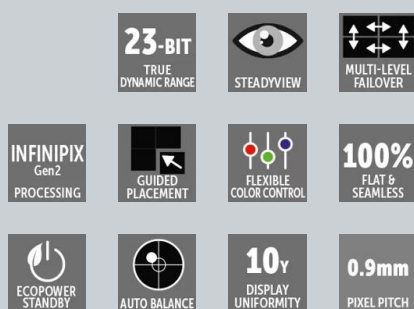 23-BIT
TRUE
DYNAMIC RANGE
STEADYVIEW
MULTI-LEVEL
FAILOVER
INFINIPIX
Gen2
PROCESSING
GUIDED
PLACEMENT
FLEXIBLE
COLOR CONTROL
100%
FLAT &
SEAMLESS
ECOPOWER
STANDBY
AUTO BALANCE
10Y
DISPLAY
UNIFORMITY
0.9mm
PIXEL PITCH